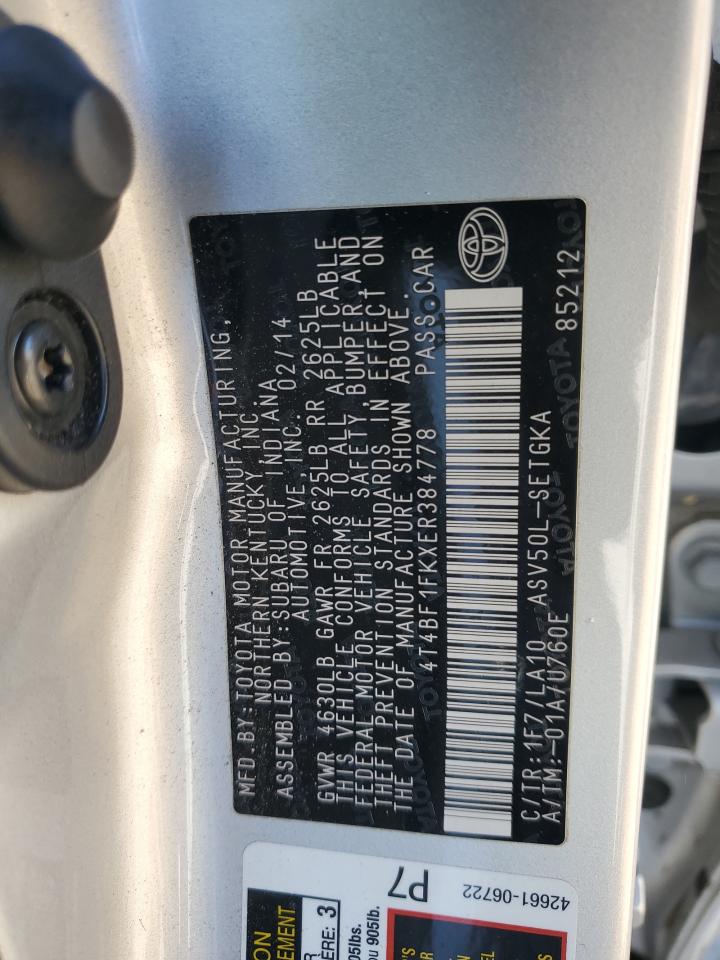 MFD.BY:TOYOTA MOTOR MANUFACTURING,
NORTHERN KENTUCKY, INC.
ASSEMBLED BY:SUBARU OF INDIANA
AUTOMOTIVE, INC. 02/14
GVWR 4630LB GAWR FR 2625LB RR 2625LB
THIS VEHICLE CONFORMS TO ALL APPLICABLE
FEDERAL MOTOR VEHICLE SAFETY, BUMPER, AND
THEFT PREVENTION STANDARDS IN EFFECT ON
THE DATE OF MANUFACTURE SHOWN ABOVE.
4T4BF1FKXER384778 PASS.CAR
C/TR:1F7/LA10 ASV50L-SETGKA
A/TM:-01A/U760E 85212
P7
42661-06722